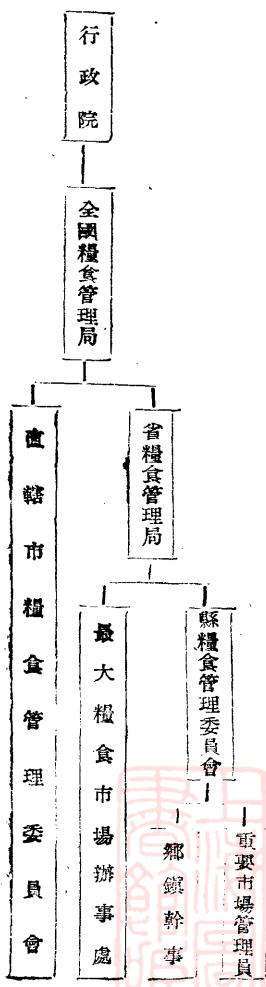 行政院
全國糧食管理局
省糧食管理局
直轄市糧食管理委員會
縣糧食管理委員會
最大糧食市場辦事處
重要市場管理員
鄉鎭幹事